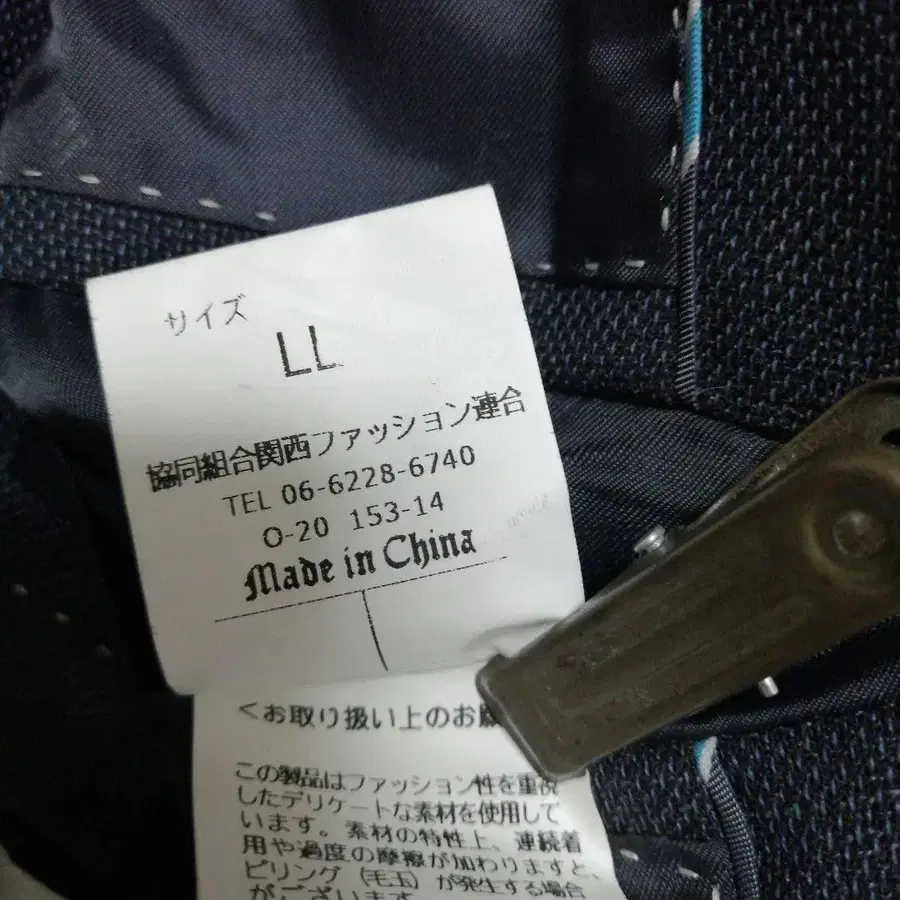 サイズ
LL
協同組合関西ファッション連合
TEL 06-6228-6740
O-20 153-14
Made in China
<お取り扱い上のお願
この製品はファッション性を重視
したデリケートな素材を使用して
います。素材の特性上、連続着
用や過度の摩擦が加わりますと、
ピリング（毛玉）が発生する場合
がございます